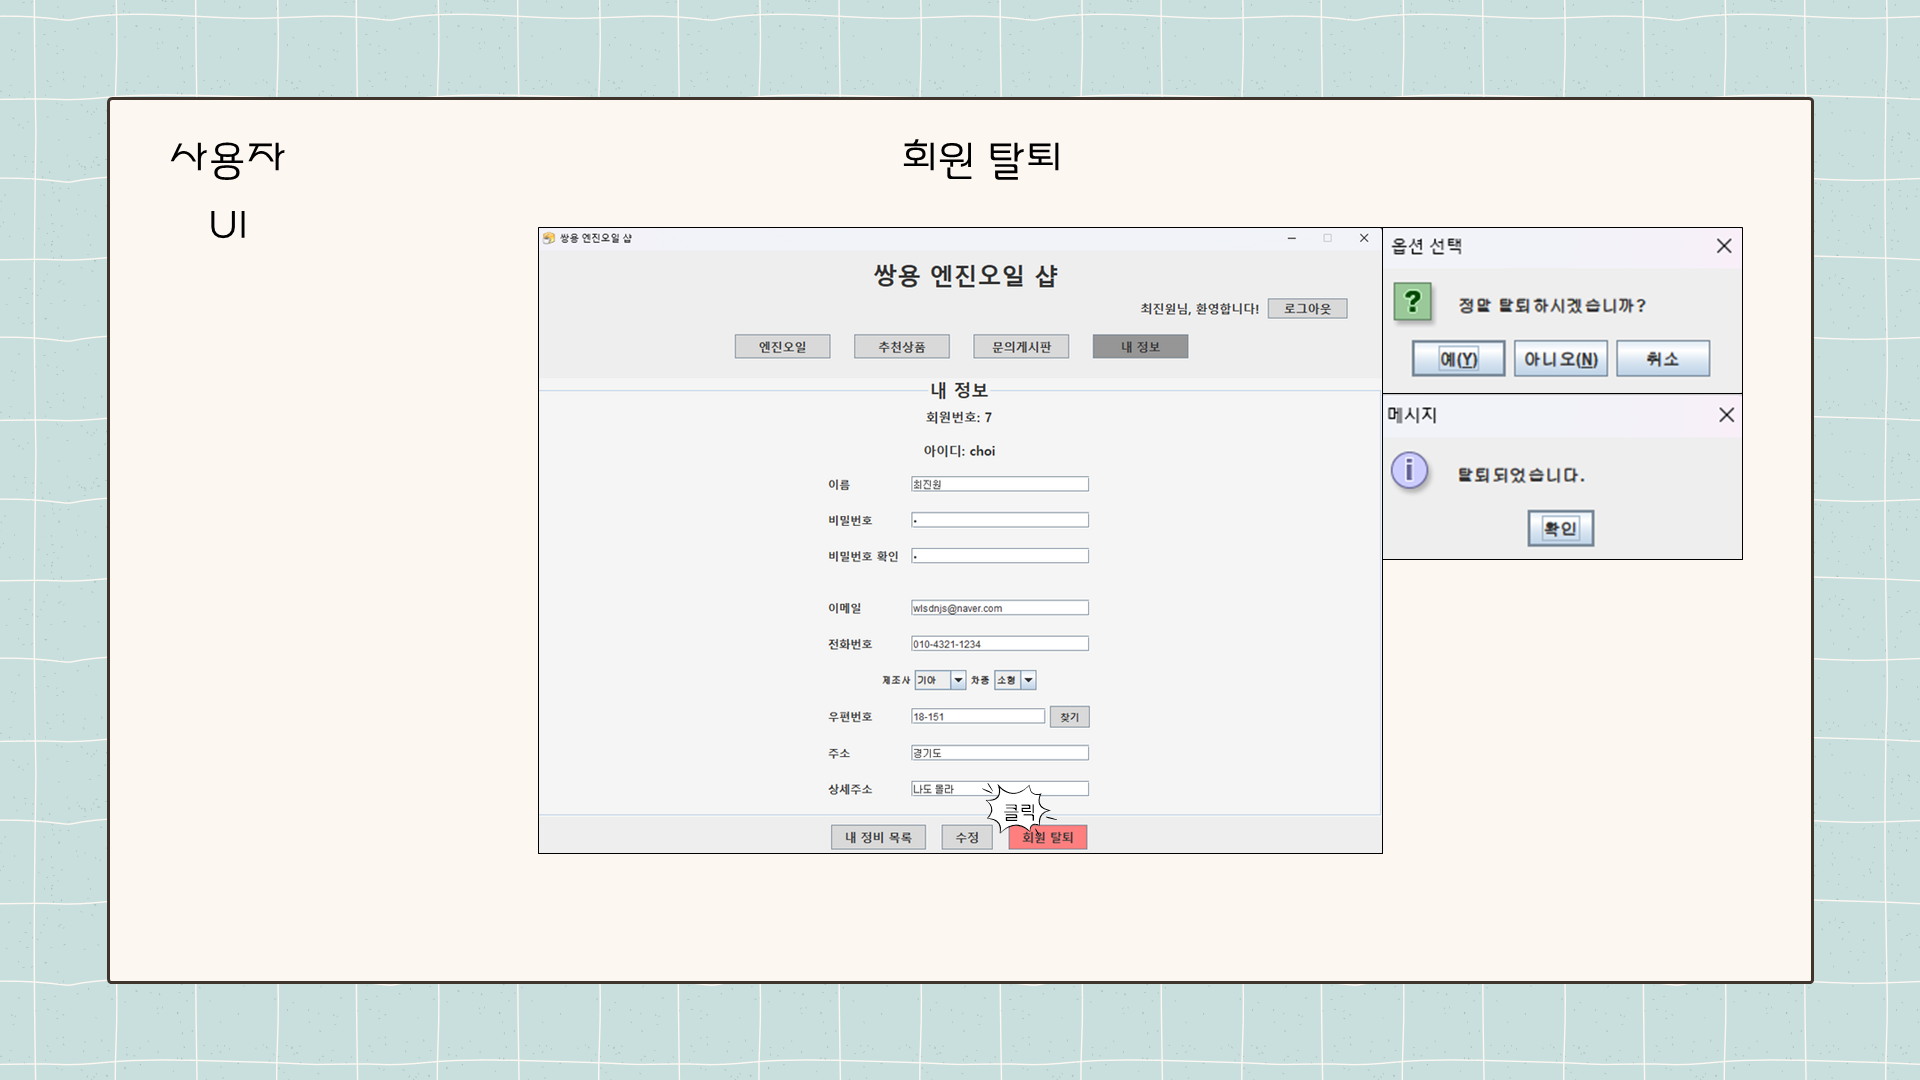 사용자
UI
회원 탈퇴
쌍용 엔진오일 샵
쌍용 엔진오일 샵
최진원님, 환영합니다!
로그아웃
엔진오일
추천상품
문의게시판
내 정보
내 정보
회원번호: 7
아이디: choi
이름
최진원
비밀번호
•
비밀번호 확인
•
이메일
wlsdnjs@naver.com
전화번호
010-4321-1234
제조사 기아 차종 소형
우편번호
18-151
찾기
주소
경기도
상세주소
나도 몰라
클릭
내 정비 목록
수정
회원 탈퇴
옵션 선택
?
정말 탈퇴하시겠습니까?
예(Y)
아니오(N)
취소
메시지
i
탈퇴되었습니다.
확인